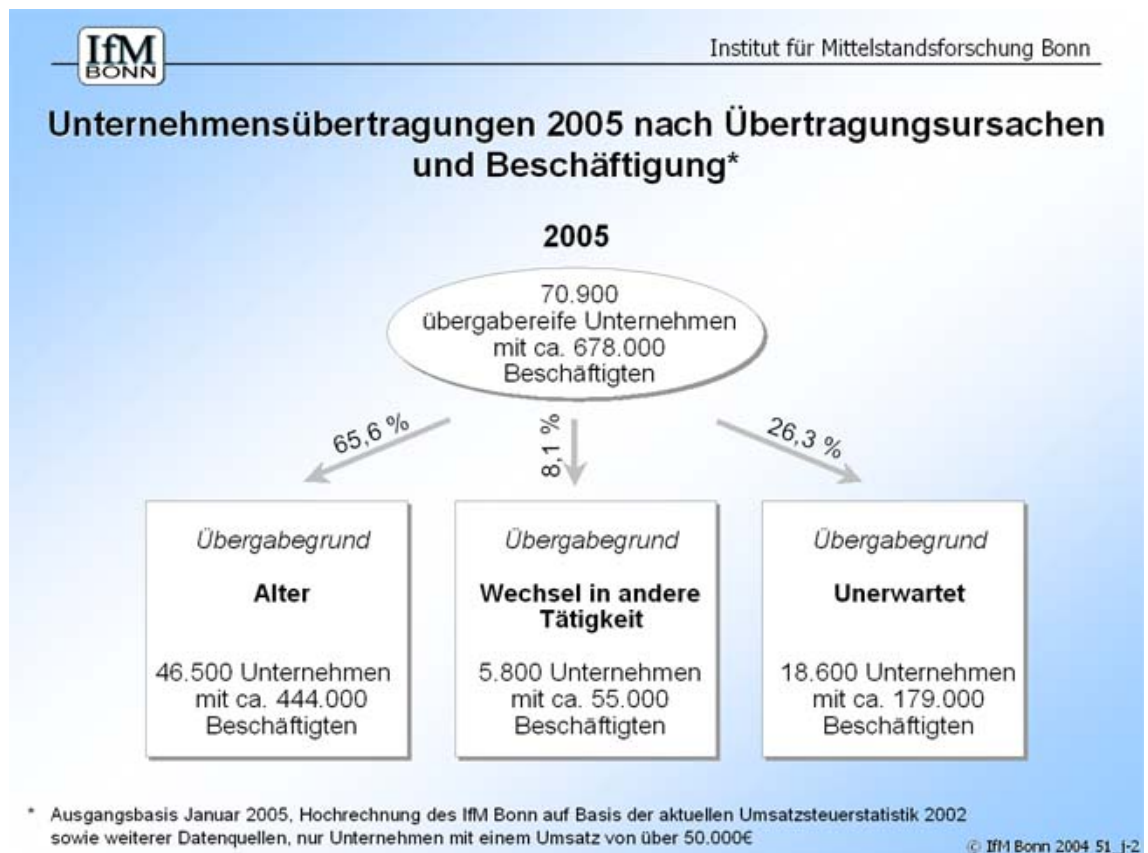 IfM
BONN
Institut für Mittelstandsforschung Bonn
Unternehmensübertragungen 2005 nach Übertragungsursachen
und Beschäftigung*
2005
70.900
übergabereife Unternehmen
mit ca. 678.000
Beschäftigten
65,6 %
8,1 %
26,3 %
Übergabegrund
Alter
46.500 Unternehmen
mit ca. 444.000
Beschäftigten
Übergabegrund
Wechsel in andere
Tätigkeit
5.800 Unternehmen
mit ca. 55.000
Beschäftigten
Übergabegrund
Unerwartet
18.600 Unternehmen
mit ca. 179.000
Beschäftigten
* Ausgangsbasis Januar 2005, Hochrechnung des IfM Bonn auf Basis der aktuellen Umsatzsteuerstatistik 2002
sowie weiterer Datenquellen, nur Unternehmen mit einem Umsatz von über 50.000€
© IfM Bonn 2004 51_j-2